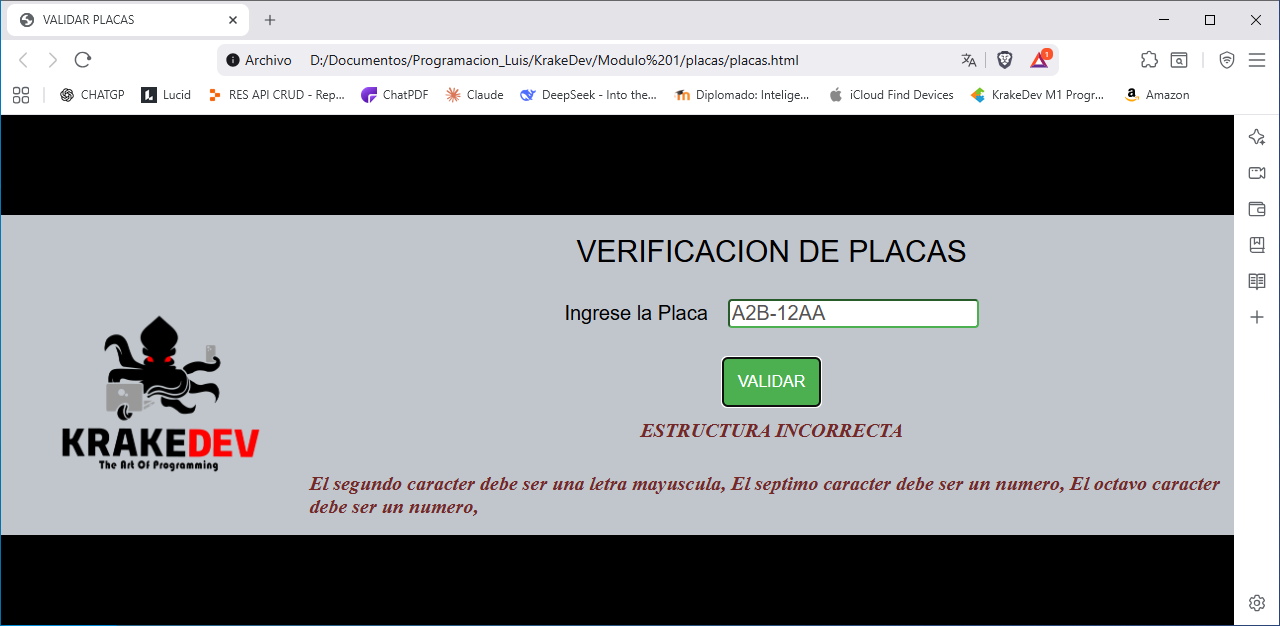 VALIDAR PLACAS
Archivo D:/Documentos/Programacion_Luis/KrakeDev/Modulo%201/placas/placas.html
1
CHATGP Lucid RES API CRUD - Rep... ChatPDF Claude DeepSeek - Into the... Diplomado: Intelige... iCloud Find Devices KrakeDev M1 Progr... Amazon
VERIFICACION DE PLACAS
Ingrese la Placa A2B-12AA
VALIDAR
ESTRUCTURA INCORRECTA
KRAKEDEV
The Art Of Programming
El segundo caracter debe ser una letra mayuscula, El septimo caracter debe ser un numero, El octavo caracter
debe ser un numero,